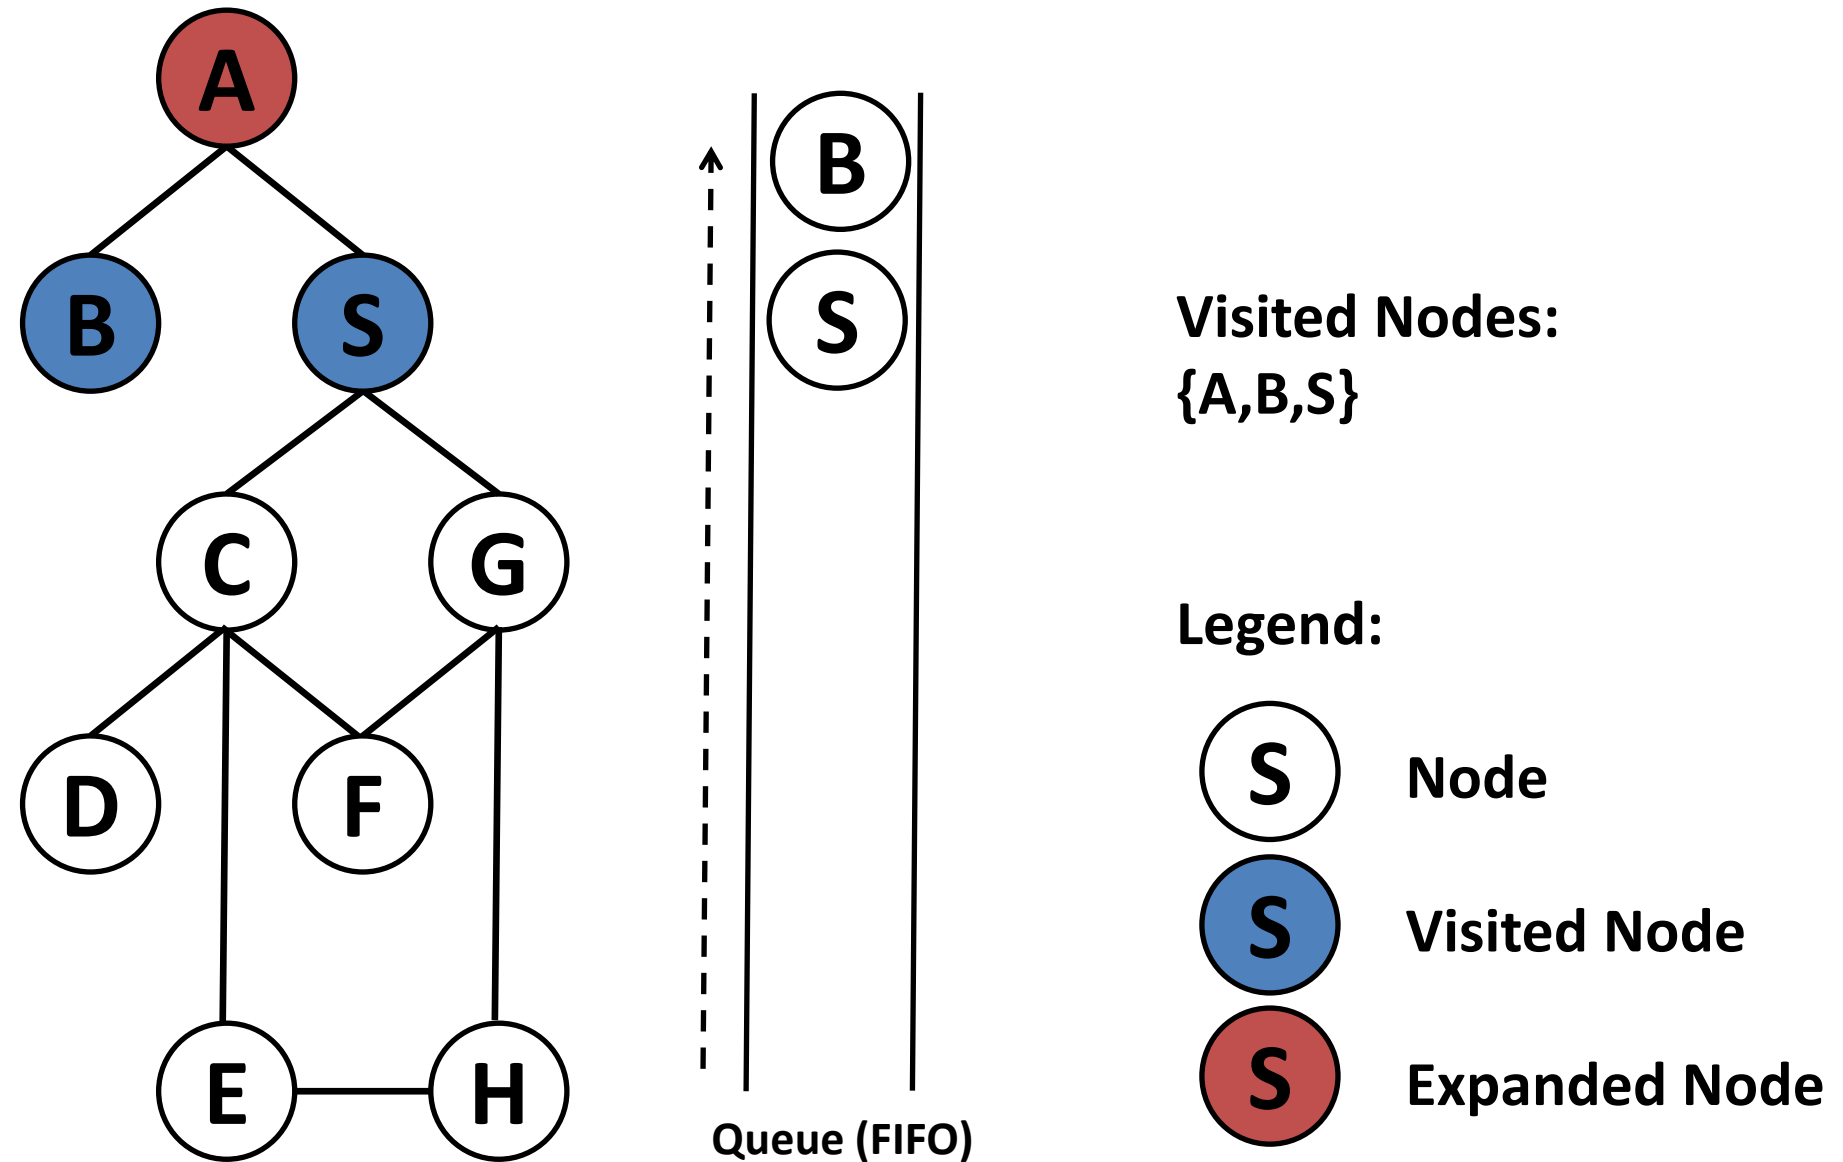 A
B
S
C
G
D
F
E
H
B
S
Queue (FIFO)
Visited Nodes:
{A,B,S}
Legend:
S Node
S Visited Node
S Expanded Node